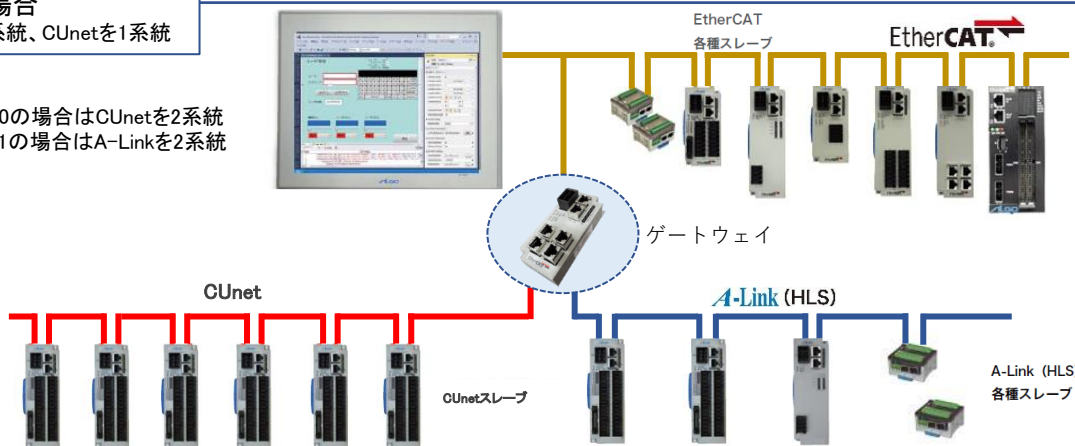 場合
系統、CUnetを1系統
0の場合はCUnetを2系統
1の場合はA-Linkを2系統
EtherCAT
各種スレーブ
EtherCAT®
ALGO
ゲートウェイ
CUnet
A-Link (HLS)
CUnetスレーブ
A-Link (HLS
各種スレーブ